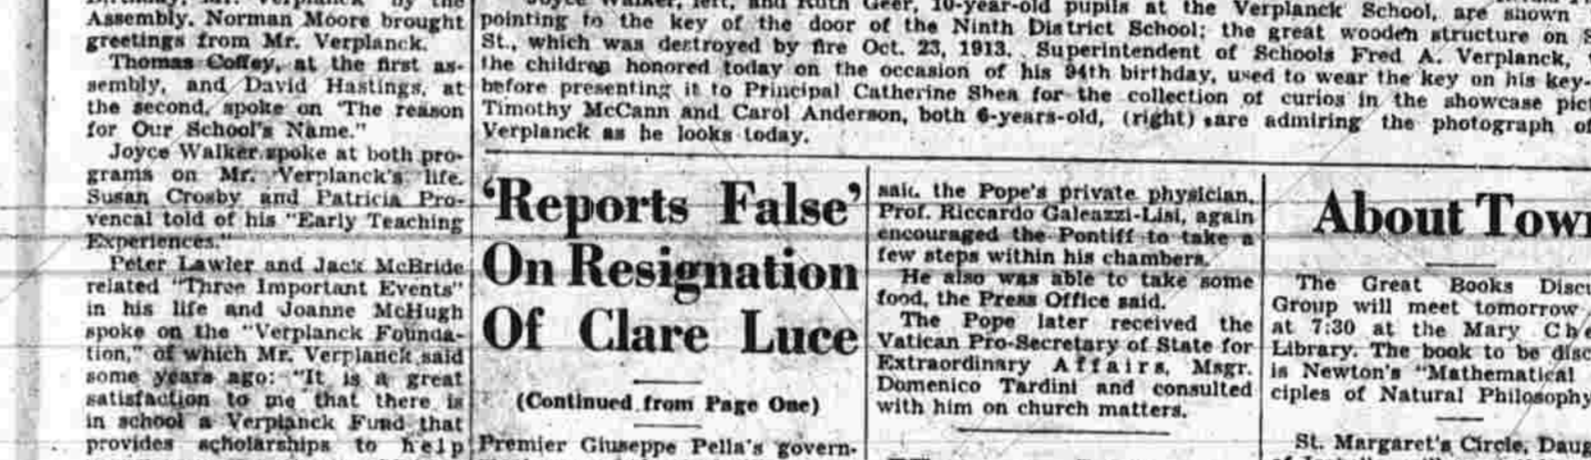 Assembly. Norman Moore brought
greetings from Mr. Verplanck.
Thomas Coffey, at the first as-
sembly, and David Hastings, at
the second, spoke on "The reason
for Our School's Name."
Joyce Walker spoke at both pro-
grams on Mr. Verplanck's life.
Susan Crosby and Patricia Pro-
vencal told of his "Early Teaching
Experiences."
Peter Lawler and Jack McBride
related "Three Important Events"
in his life and Joanne McHugh
spoke on the "Verplanck Founda-
tion," of which Mr. Verplanck said
some years ago: "It is a great
satisfaction to me that there is
in school a Verplanck Fund that
provides scholarships to help
Joyce Walker, left, and Ruth Geer, 10-year-old pupils at the Verplanck School, are shown
pointing to the key of the door of the Ninth District School; the great wooden structure on
St., which was destroyed by fire Oct. 23, 1913. Superintendent of Schools Fred A. Verplanck,
the children honored today on the occasion of his 94th birthday, used to wear the key on his key-
before presenting it to Principal Catherine Shea for the collection of curios in the showcase pic
Timothy McCann and Carol Anderson, both 6-years-old, (right) are admiring the photograph of
Verplanck as he looks today.
'Reports False'
On Resignation
Of Clare Luce
(Continued from Page One)
Premier Giuseppe Pella's govern-
said, the Pope's private physician,
Prof. Riccardo Galeazzi-Lisi, again
encouraged the Pontiff to take a
few steps within his chambers.
He also was able to take some
food, the Press Office said.
The Pope later received the
Vatican Pro-Secretary of State for
Extraordinary Affairs, Msgr.
Domenico Tardini and consulted
with him on church matters.
About Tow
The Great Books Discu
Group will meet tomorrow
at 7:30 at the Mary Ch
Library. The book to be disc
is Newton's "Mathematical
ciples of Natural Philosophy
St. Margaret's Circle, Daug